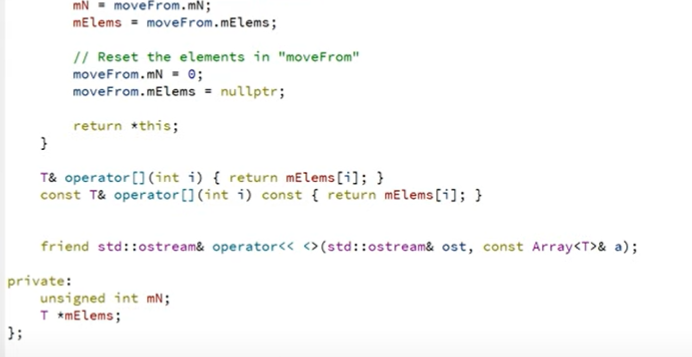 mN = moveFrom.mN;
mElems = moveFrom.mElems;
// Reset the elements in "moveFrom"
moveFrom.mN = 0;
moveFrom.mElems = nullptr;
return *this;
}
T& operator[](int i) { return mElems[i]; }
const T& operator[](int i) const { return mElems[i]; }
friend std::ostream& operator<< <>(std::ostream& ost, const Array<T>& a);
private:
unsigned int mN;
T *mElems;
};